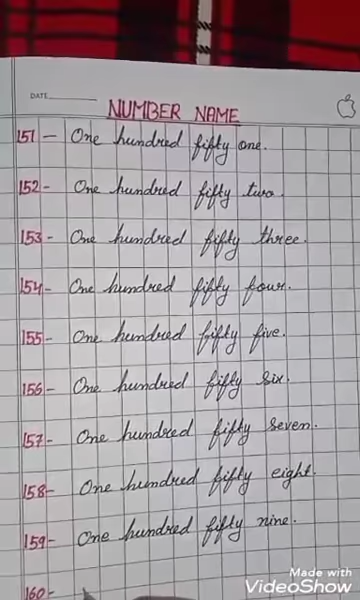 DATE
NUMBER NAME
151 - One hundred fifty one.
152 - One hundred fifty two.
153 - One hundred fifty three.
154 - One hundred fifty four.
155 - One hundred fifty five.
156 - One hundred fifty six.
157 - One hundred fifty seven.
158 - One hundred fifty eight.
159 - One hundred fifty nine.
160 -
Made with
VideoShow